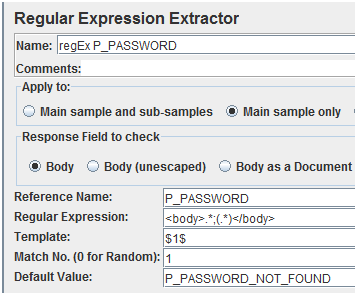 Regular Expression Extractor
Name: regEx P_PASSWORD
Comments:
Apply to:
Main sample and sub-samples Main sample only
Response Field to check
Body Body (unescaped) Body as a Document
Reference Name: P_PASSWORD
Regular Expression: <body>.*;(.*)</body>
Template: $1$
Match No. (0 for Random): 1
Default Value: P_PASSWORD_NOT_FOUND